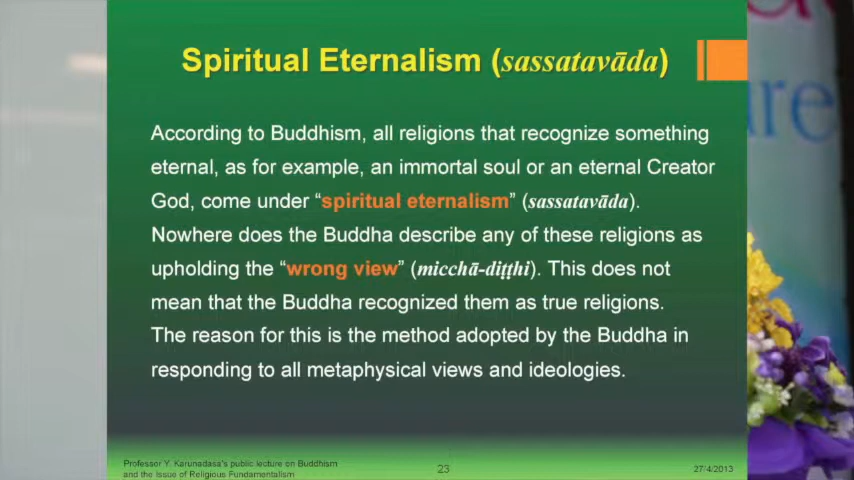 Spiritual Eternalism (sassatavāda)
According to Buddhism, all religions that recognize something
eternal, as for example, an immortal soul or an eternal Creator
God, come under “spiritual eternalism” (sassatavāda).
Nowhere does the Buddha describe any of these religions as
upholding the “wrong view” (micchā-diṭṭhi). This does not
mean that the Buddha recognized them as true religions.
The reason for this is the method adopted by the Buddha in
responding to all metaphysical views and ideologies.
Professor Y. Karunadasa's public lecture on Buddhism
and the Issue of Religious Fundamentalism
23
27/4/2013